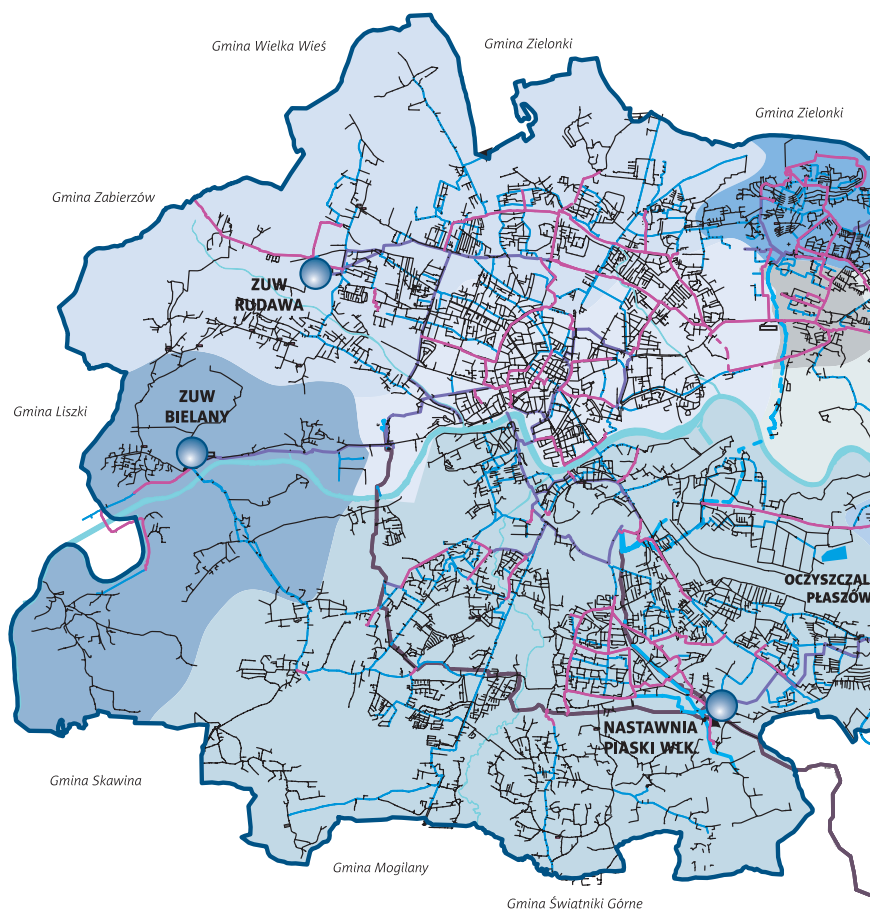 Gmina Wielka Wieś
Gmina Zielonki
Gmina Zielonki
Gmina Zabierzów
ZUW
RUDAWA
ZUW
BIELANY
Gmina Liszki
OCZYSZCZAL
PŁASZÓW
NASTAWNIA
PIASKI WLK.
Gmina Skawina
Gmina Mogilany
Gmina Świątniki Górne